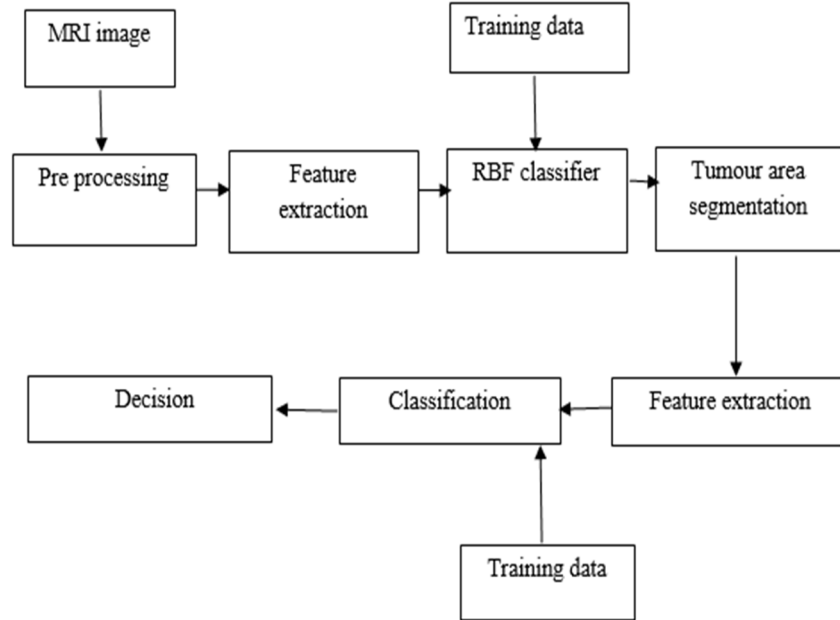 MRI image
Training data
Pre processing
Feature
extraction
RBF classifier
Tumour area
segmentation
Decision
Classification
Feature extraction
Training data